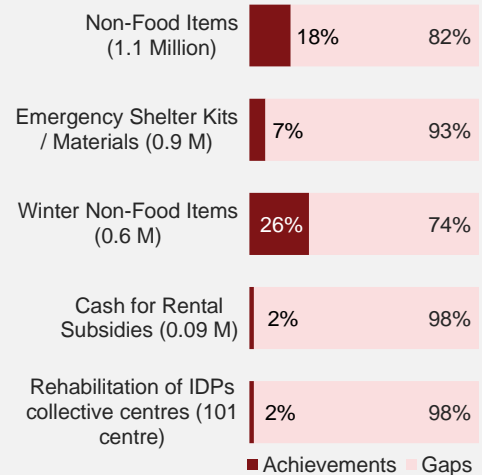 Non-Food Items
(1.1 Million)
18% 82%
Emergency Shelter Kits
/ Materials (0.9 M)
7% 93%
Winter Non-Food Items
(0.6 M)
26% 74%
Cash for Rental
Subsidies (0.09 M)
2% 98%
Rehabilitation of IDPs
collective centres (101
centre)
2% 98%
Achievements Gaps